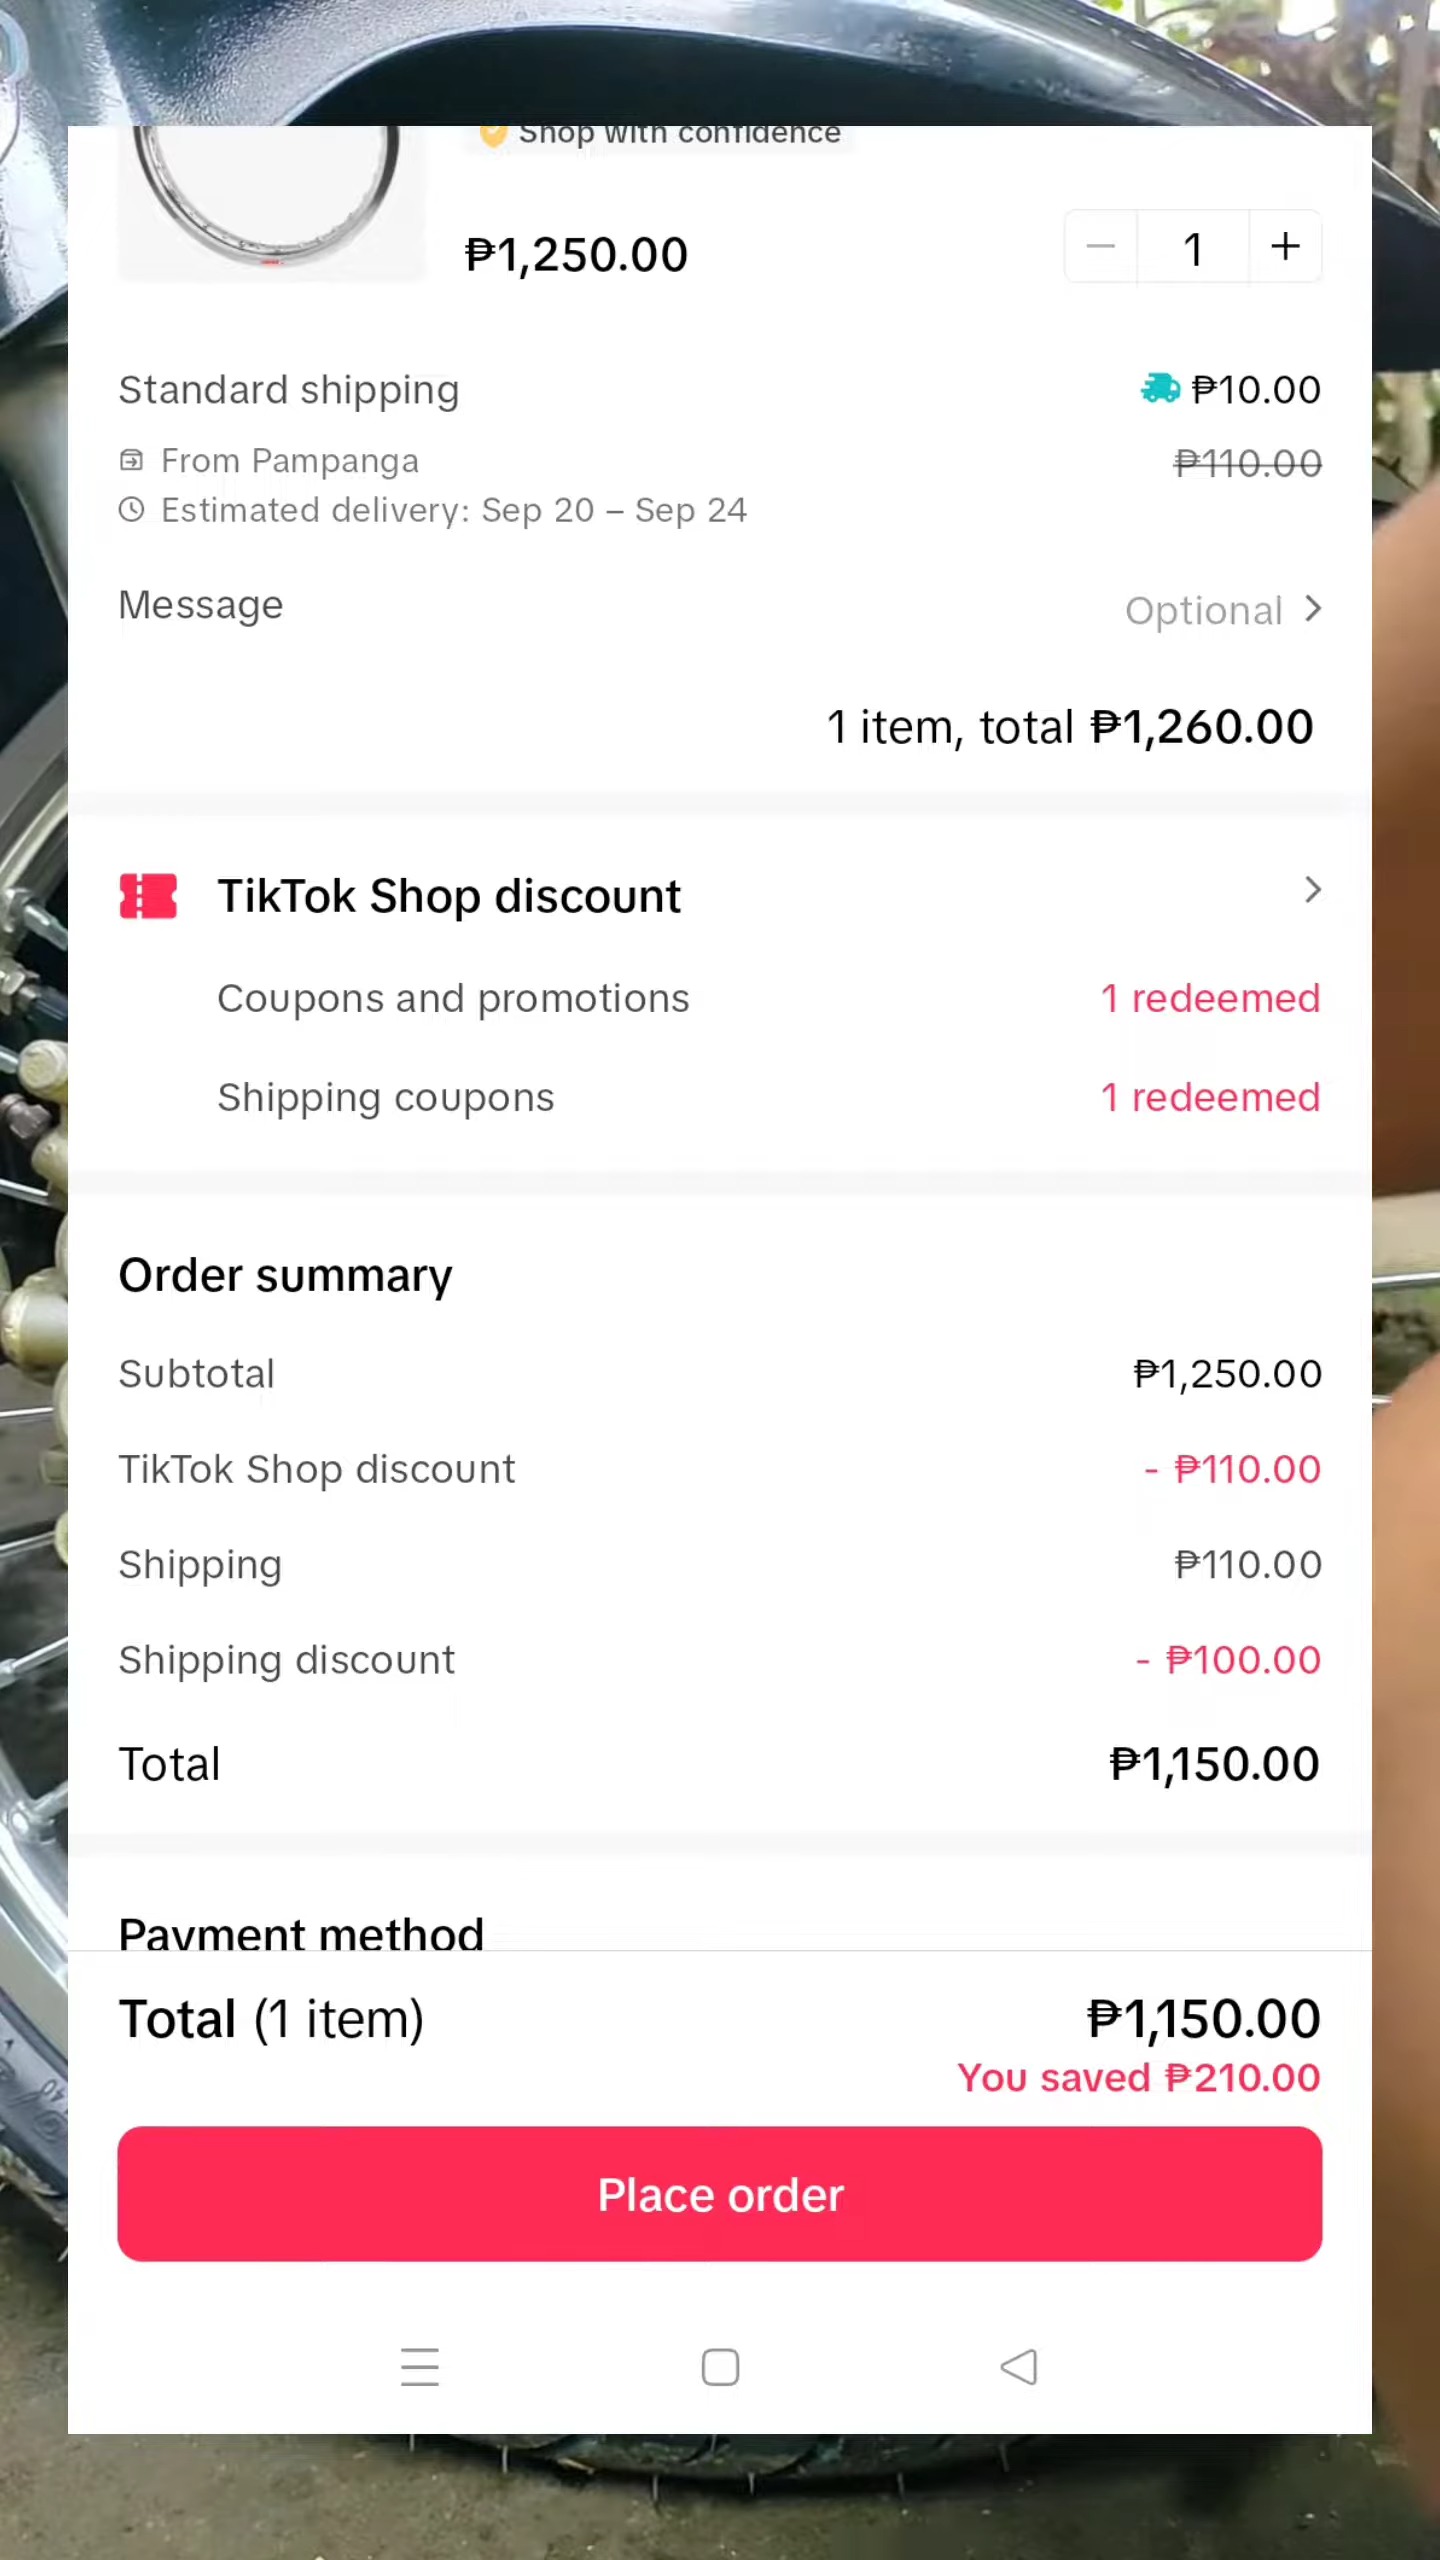 Shop with confidence
₱1,250.00
1
Standard shipping
₱10.00
From Pampanga
₱110.00
Estimated delivery: Sep 20 – Sep 24
Message
Optional
1 item, total ₱1,260.00
TikTok Shop discount
Coupons and promotions
1 redeemed
Shipping coupons
1 redeemed
Order summary
Subtotal
₱1,250.00
TikTok Shop discount
- ₱110.00
Shipping
₱110.00
Shipping discount
- ₱100.00
Total
₱1,150.00
Payment method
Total (1 item)
₱1,150.00
You saved ₱210.00
Place order